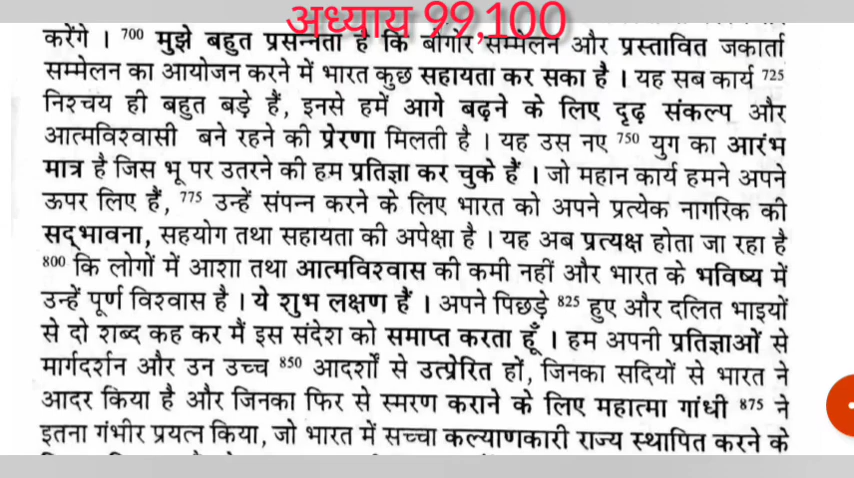 अध्याय 99,100
करेंगे । 700 मुझे बहुत प्रसन्नता है कि बोगोर सम्मेलन और प्रस्तावित जकार्ता
सम्मेलन का आयोजन करने में भारत कुछ सहायता कर सका है । यह सब कार्य 725
निश्चय ही बहुत बड़े हैं, इनसे हमें आगे बढ़ने के लिए दृढ़ संकल्प और
आत्मविश्वासी बने रहने की प्रेरणा मिलती है । यह उस नए 750 युग का आरंभ
मात्र है जिस भू पर उतरने की हम प्रतिज्ञा कर चुके हैं । जो महान कार्य हमने अपने
ऊपर लिए हैं, 775 उन्हें संपन्न करने के लिए भारत को अपने प्रत्येक नागरिक की
सद्भावना, सहयोग तथा सहायता की अपेक्षा है । यह अब प्रत्यक्ष होता जा रहा है
800 कि लोगों में आशा तथा आत्मविश्वास की कमी नहीं और भारत के भविष्य में
उन्हें पूर्ण विश्वास है । ये शुभ लक्षण हैं । अपने पिछड़े 825 हुए और दलित भाइयों
से दो शब्द कह कर मैं इस संदेश को समाप्त करता हूँ । हम अपनी प्रतिज्ञाओं से
मार्गदर्शन और उन उच्च 850 आदर्शों से उत्प्रेरित हों, जिनका सदियों से भारत ने
आदर किया है और जिनका फिर से स्मरण कराने के लिए महात्मा गांधी 875 ने
इतना गंभीर प्रयत्न किया, जो भारत में सच्चा कल्याणकारी राज्य स्थापित करने के